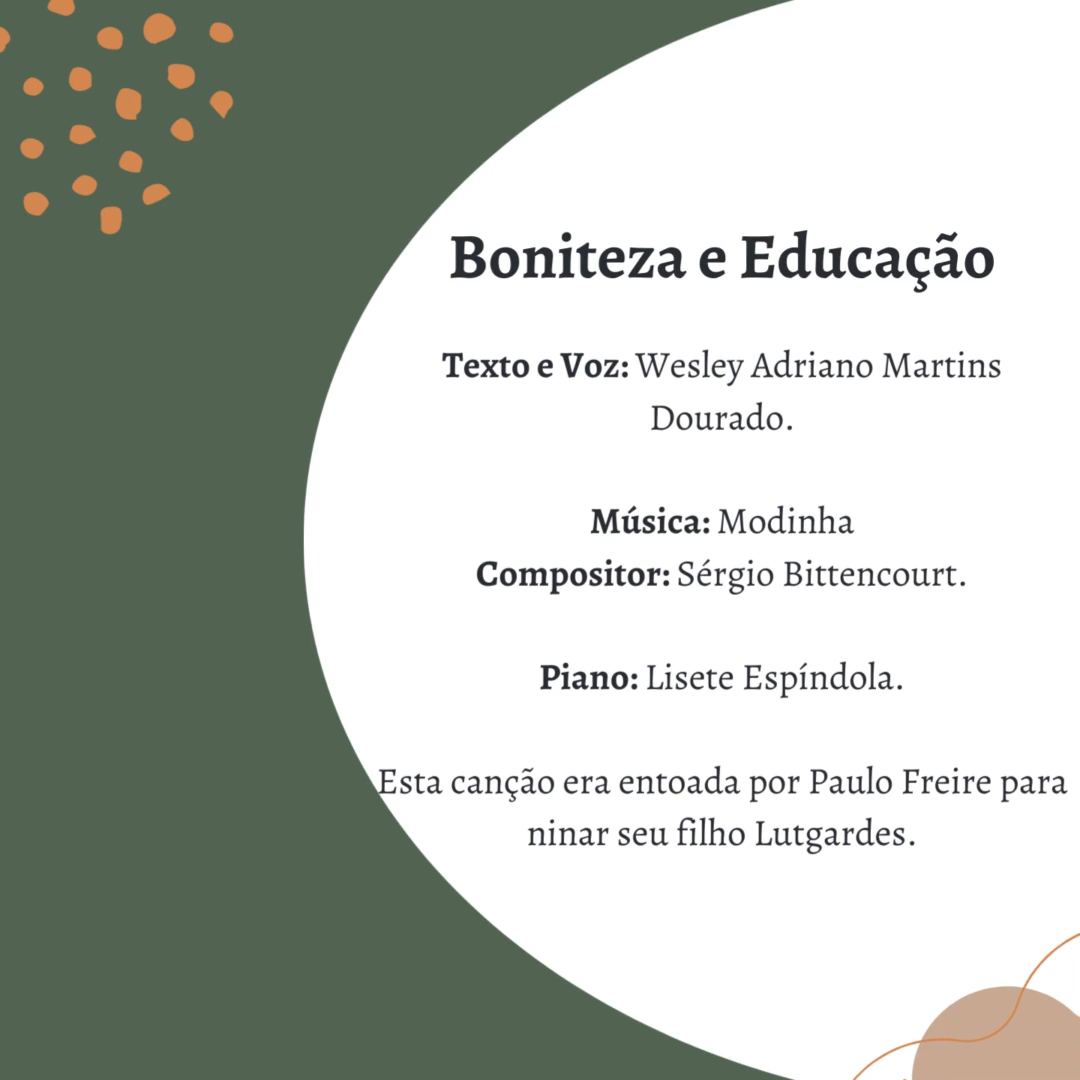 Boniteza e Educação
Texto e Voz: Wesley Adriano Martins
Dourado.
Música: Modinha
Compositor: Sérgio Bittencourt.
Piano: Lisete Espíndola.
Esta canção era entoada por Paulo Freire para
ninar seu filho Lutgardes.